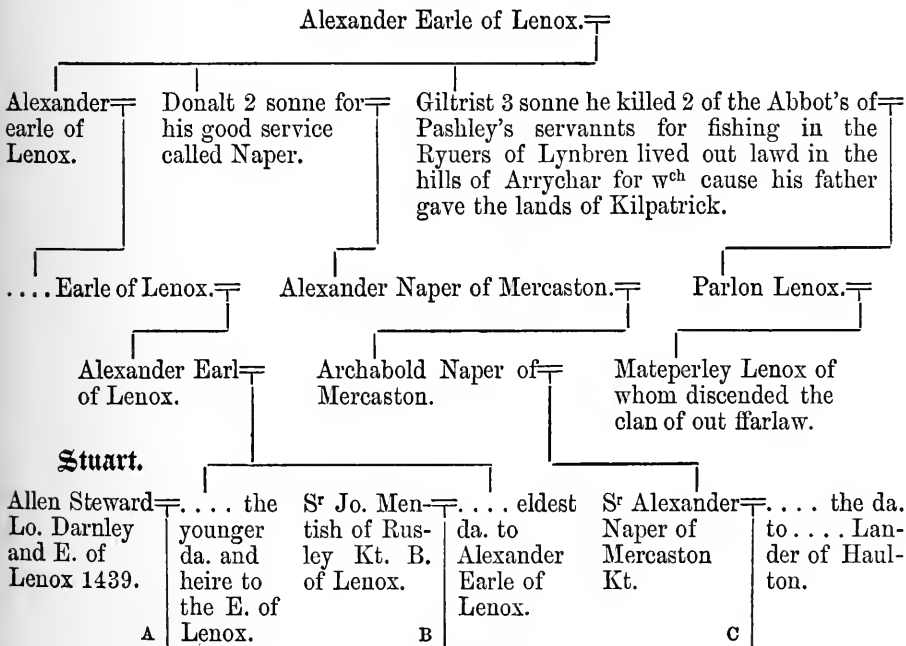 Alexander Earle of Lenox.
Alexander
earle of
Lenox.
Donalt 2 sonne for
his good service
called Naper.
Giltrist 3 sonne he killed 2 of the Abbot's of
Pashley's servannts for fishing in the
Ryuers of Lynbren lived out lawd in the
hills of Arrychar for wch cause his father
gave the lands of Kilpatrick.
.... Earle of Lenox.
Alexander Naper of Mercaston.
Parlon Lenox.
Alexander Earl
of Lenox.
Archabold Naper of
Mercaston.
Mateperley Lenox of
whom discended the
clan of out ffarlaw.
Stuart.
Allen Steward
Lo. Darnley
and E. of
Lenox 1439.
.... the
younger
da. and
heire to
the E. of
Lenox.
Sr Jo. Men-
tish of Rus-
ley Kt. B.
of Lenox.
.... eldest
da. to
Alexander
Earle of
Lenox.
Sr Alexander
Naper of
Mercaston
Kt.
.... the da.
to .... Lan-
der of Haul-
ton.
A
B
C